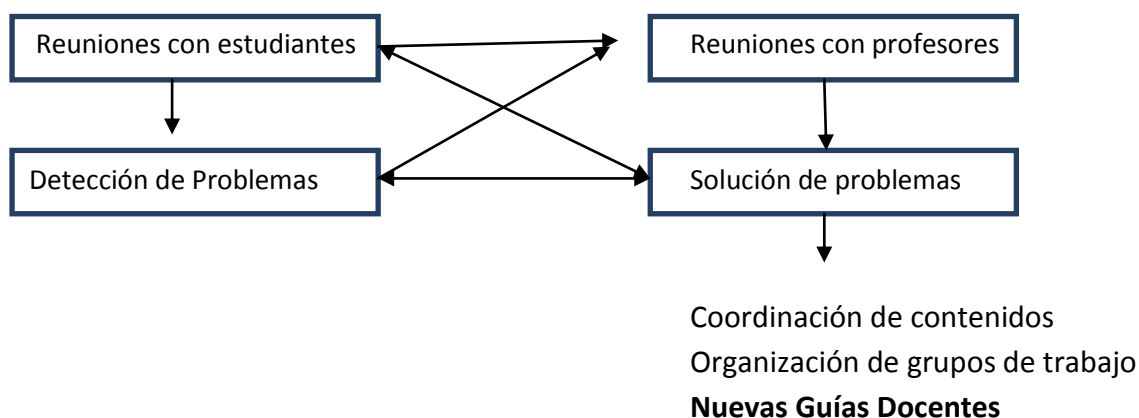 Reuniones con estudiantes
Reuniones con profesores
Detección de Problemas
Solución de problemas
Coordinación de contenidos
Organización de grupos de trabajo
Nuevas Guías Docentes